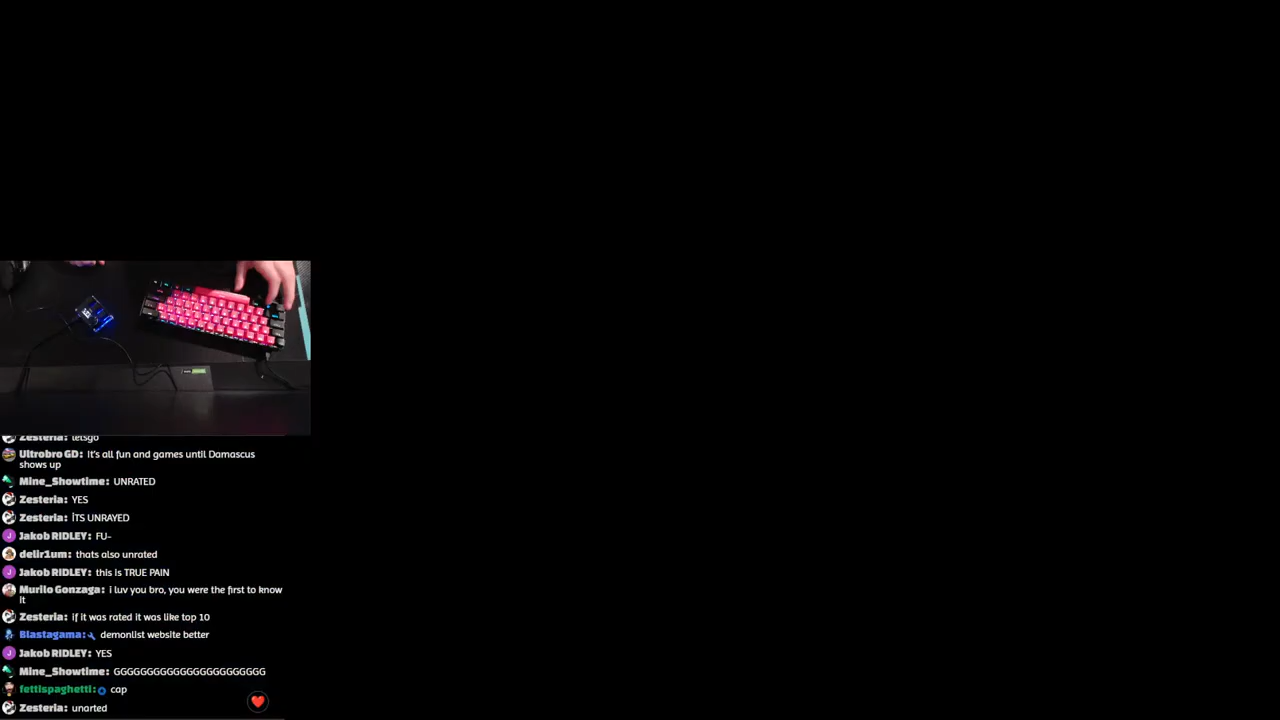 Zesteria: letsgo
Ultrobro GD: It's all fun and games until Damascus
shows up
Mine_Showtime: UNRATED
Zesteria: YES
Zesteria: İTS UNRAYED
J Jakob RIDLEY: FU-
delir1um: thats also unrated
J Jakob RIDLEY: this is TRUE PAIN
Murilo Gonzaga: i luv you bro, you were the first to know
it
Zesteria: if it was rated it was like top 10
Blastagama: demonlist website better
J Jakob RIDLEY: YES
Mine_Showtime: GGGGGGGGGGGGGGGGGGGGGGG
fettispaghetti: cap
Zesteria: unarted